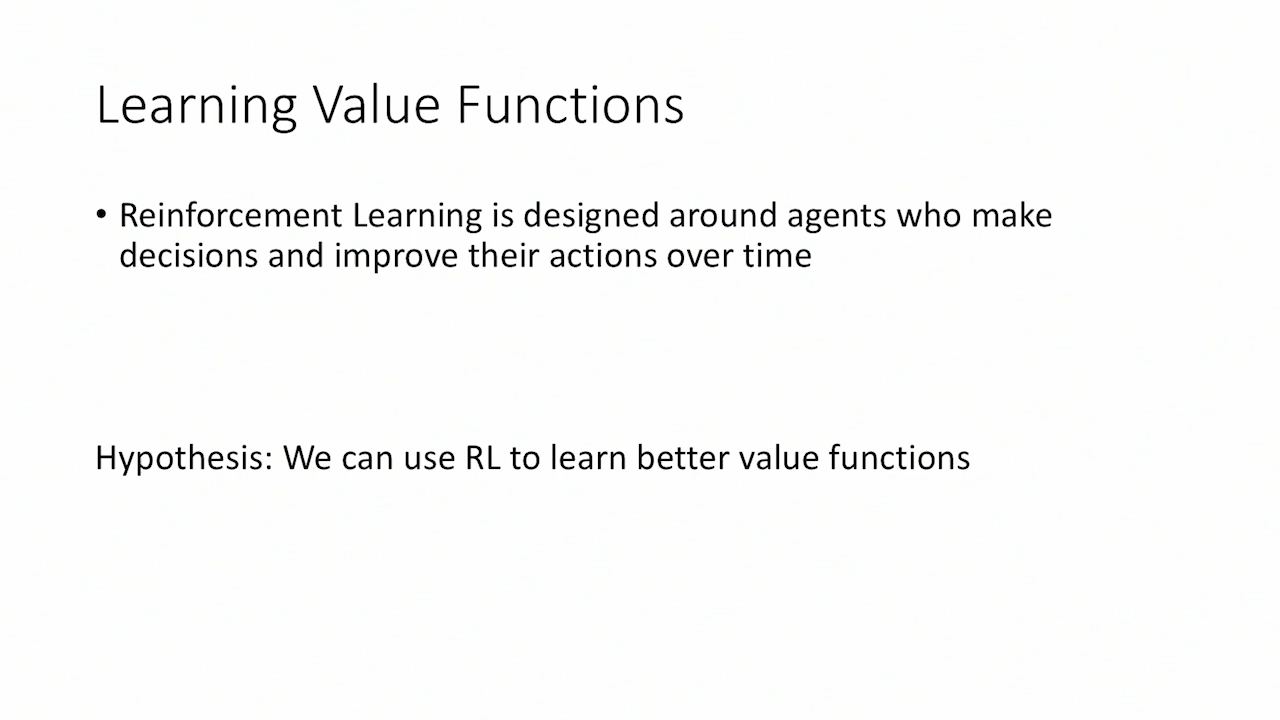 Learning Value Functions
• Reinforcement Learning is designed around agents who make
decisions and improve their actions over time
Hypothesis: We can use RL to learn better value functions